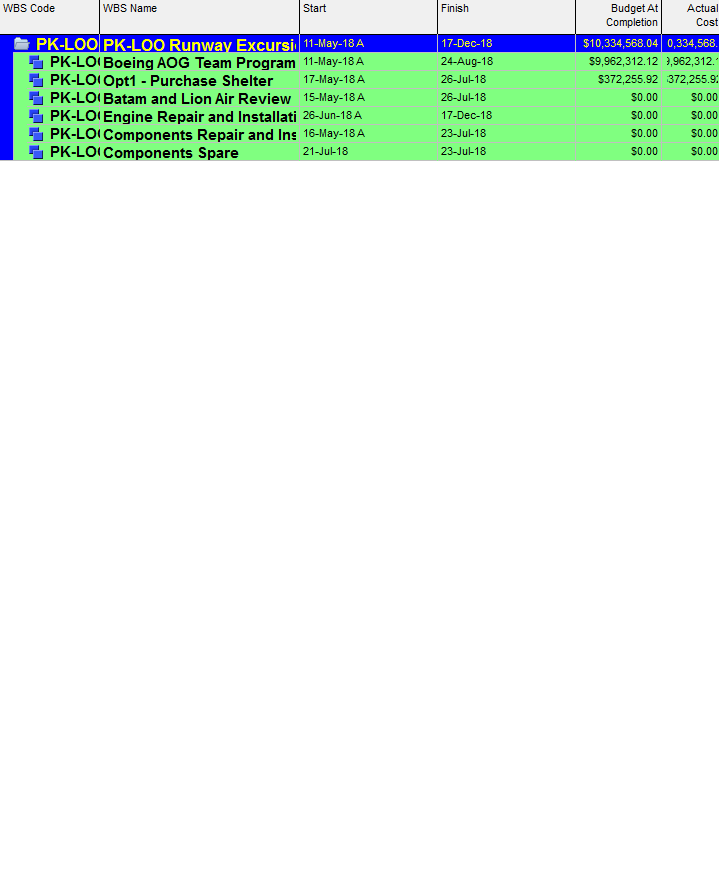 WBS Code WBS Name Start Finish Budget At Completion Actual Cost
PK-LOO PK-LOO Runway Excursi 11-May-18 A 17-Dec-18 $10,334,568.04 0,334,568.
PK-LO Boeing AOG Team Program 11-May-18 A 24-Aug-18 $9,962,312.12 9,962,312.1
PK-LO Opt1 - Purchase Shelter 17-May-18 A 26-Jul-18 $372,255.92 372,255.92
PK-LO Batam and Lion Air Review 15-May-18 A 26-Jul-18 $0.00 $0.00
PK-LO Engine Repair and Installati 26-Jun-18 A 17-Dec-18 $0.00 $0.00
PK-LO Components Repair and Ins 16-May-18 A 23-Jul-18 $0.00 $0.00
PK-LO Components Spare 21-Jul-18 23-Jul-18 $0.00 $0.00